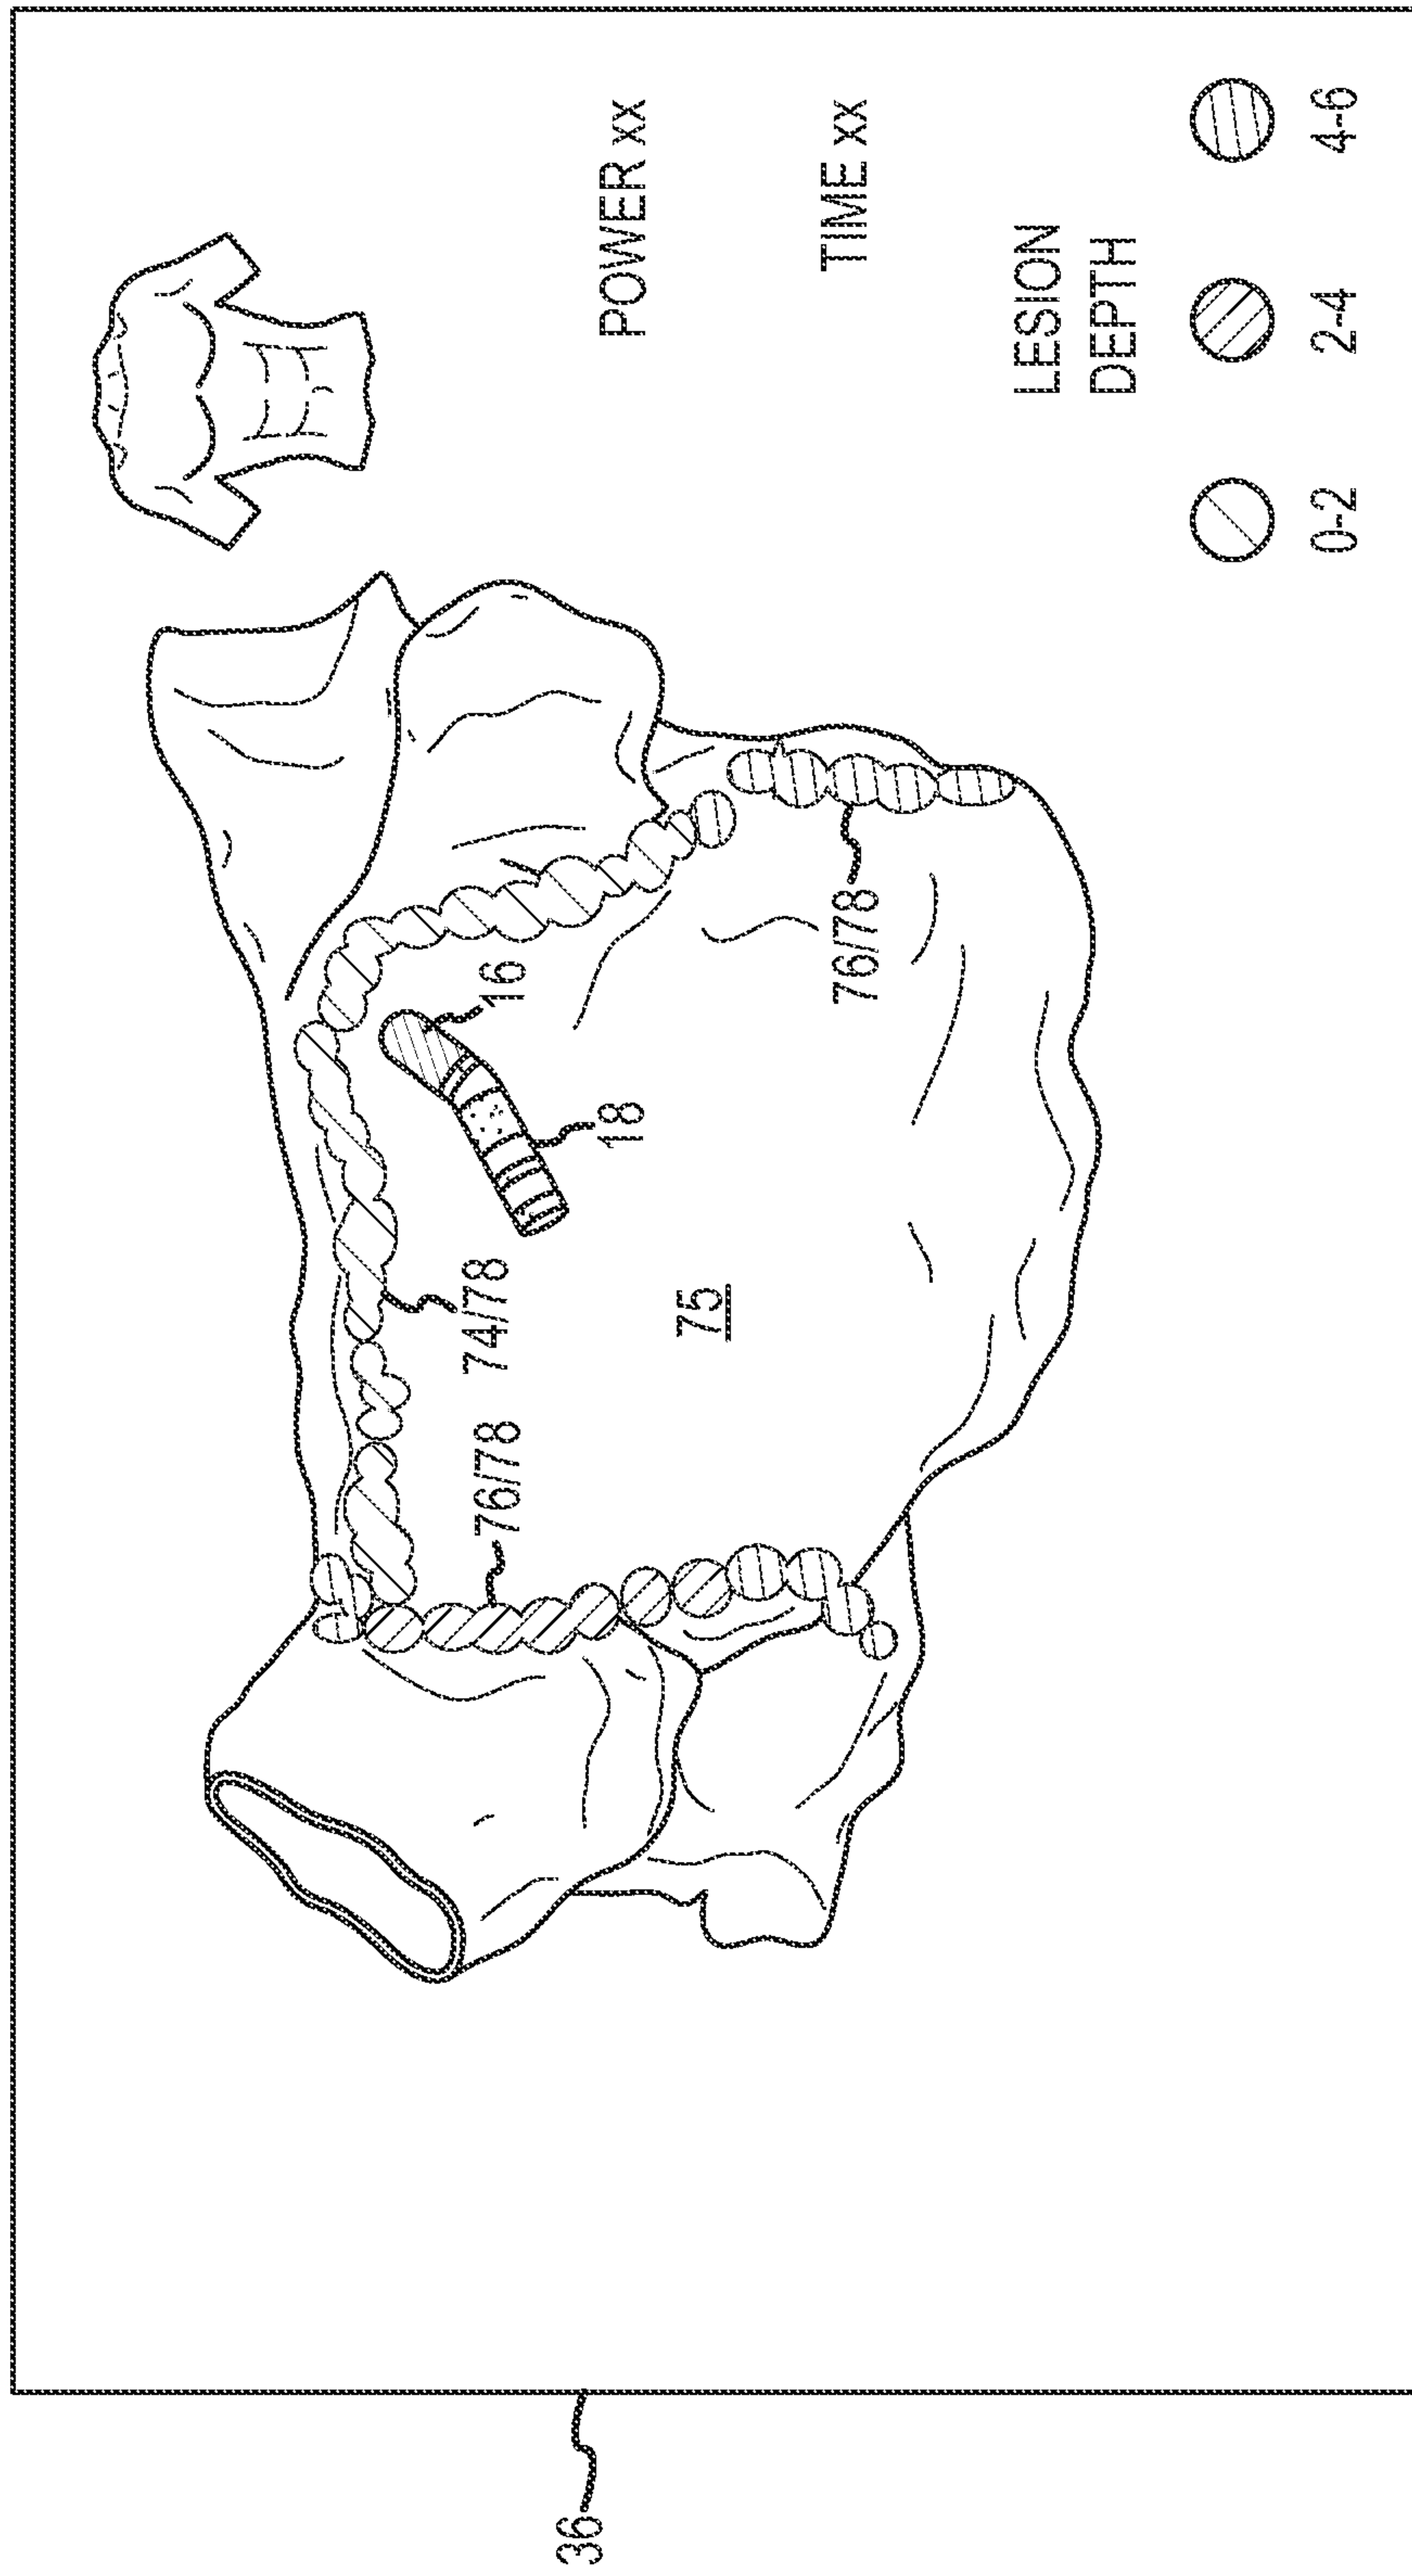 POWER xx
TIME xx
LESION
DEPTH
0-2 2-4 4-6
16
18
74/78
76/78
75
76/78
36